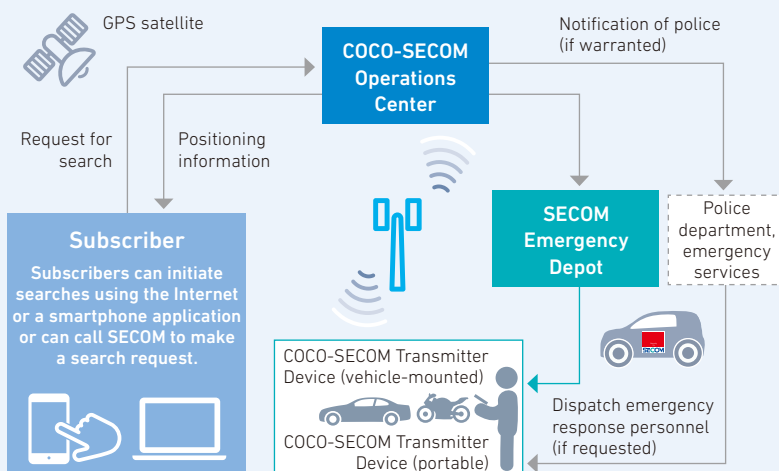 GPS satellite
COCO-SECOM
Operations
Center
Notification of police
(if warranted)
Request for
search
Positioning
information
Subscriber
Subscribers can initiate
searches using the Internet
or a smartphone application
or can call SECOM to make
a search request.
SECOM
Emergency
Depot
Police
department,
emergency
services
SECOM
COCO-SECOM Transmitter
Device (vehicle-mounted)
COCO-SECOM Transmitter
Device (portable)
Dispatch emergency
response personnel
(if requested)